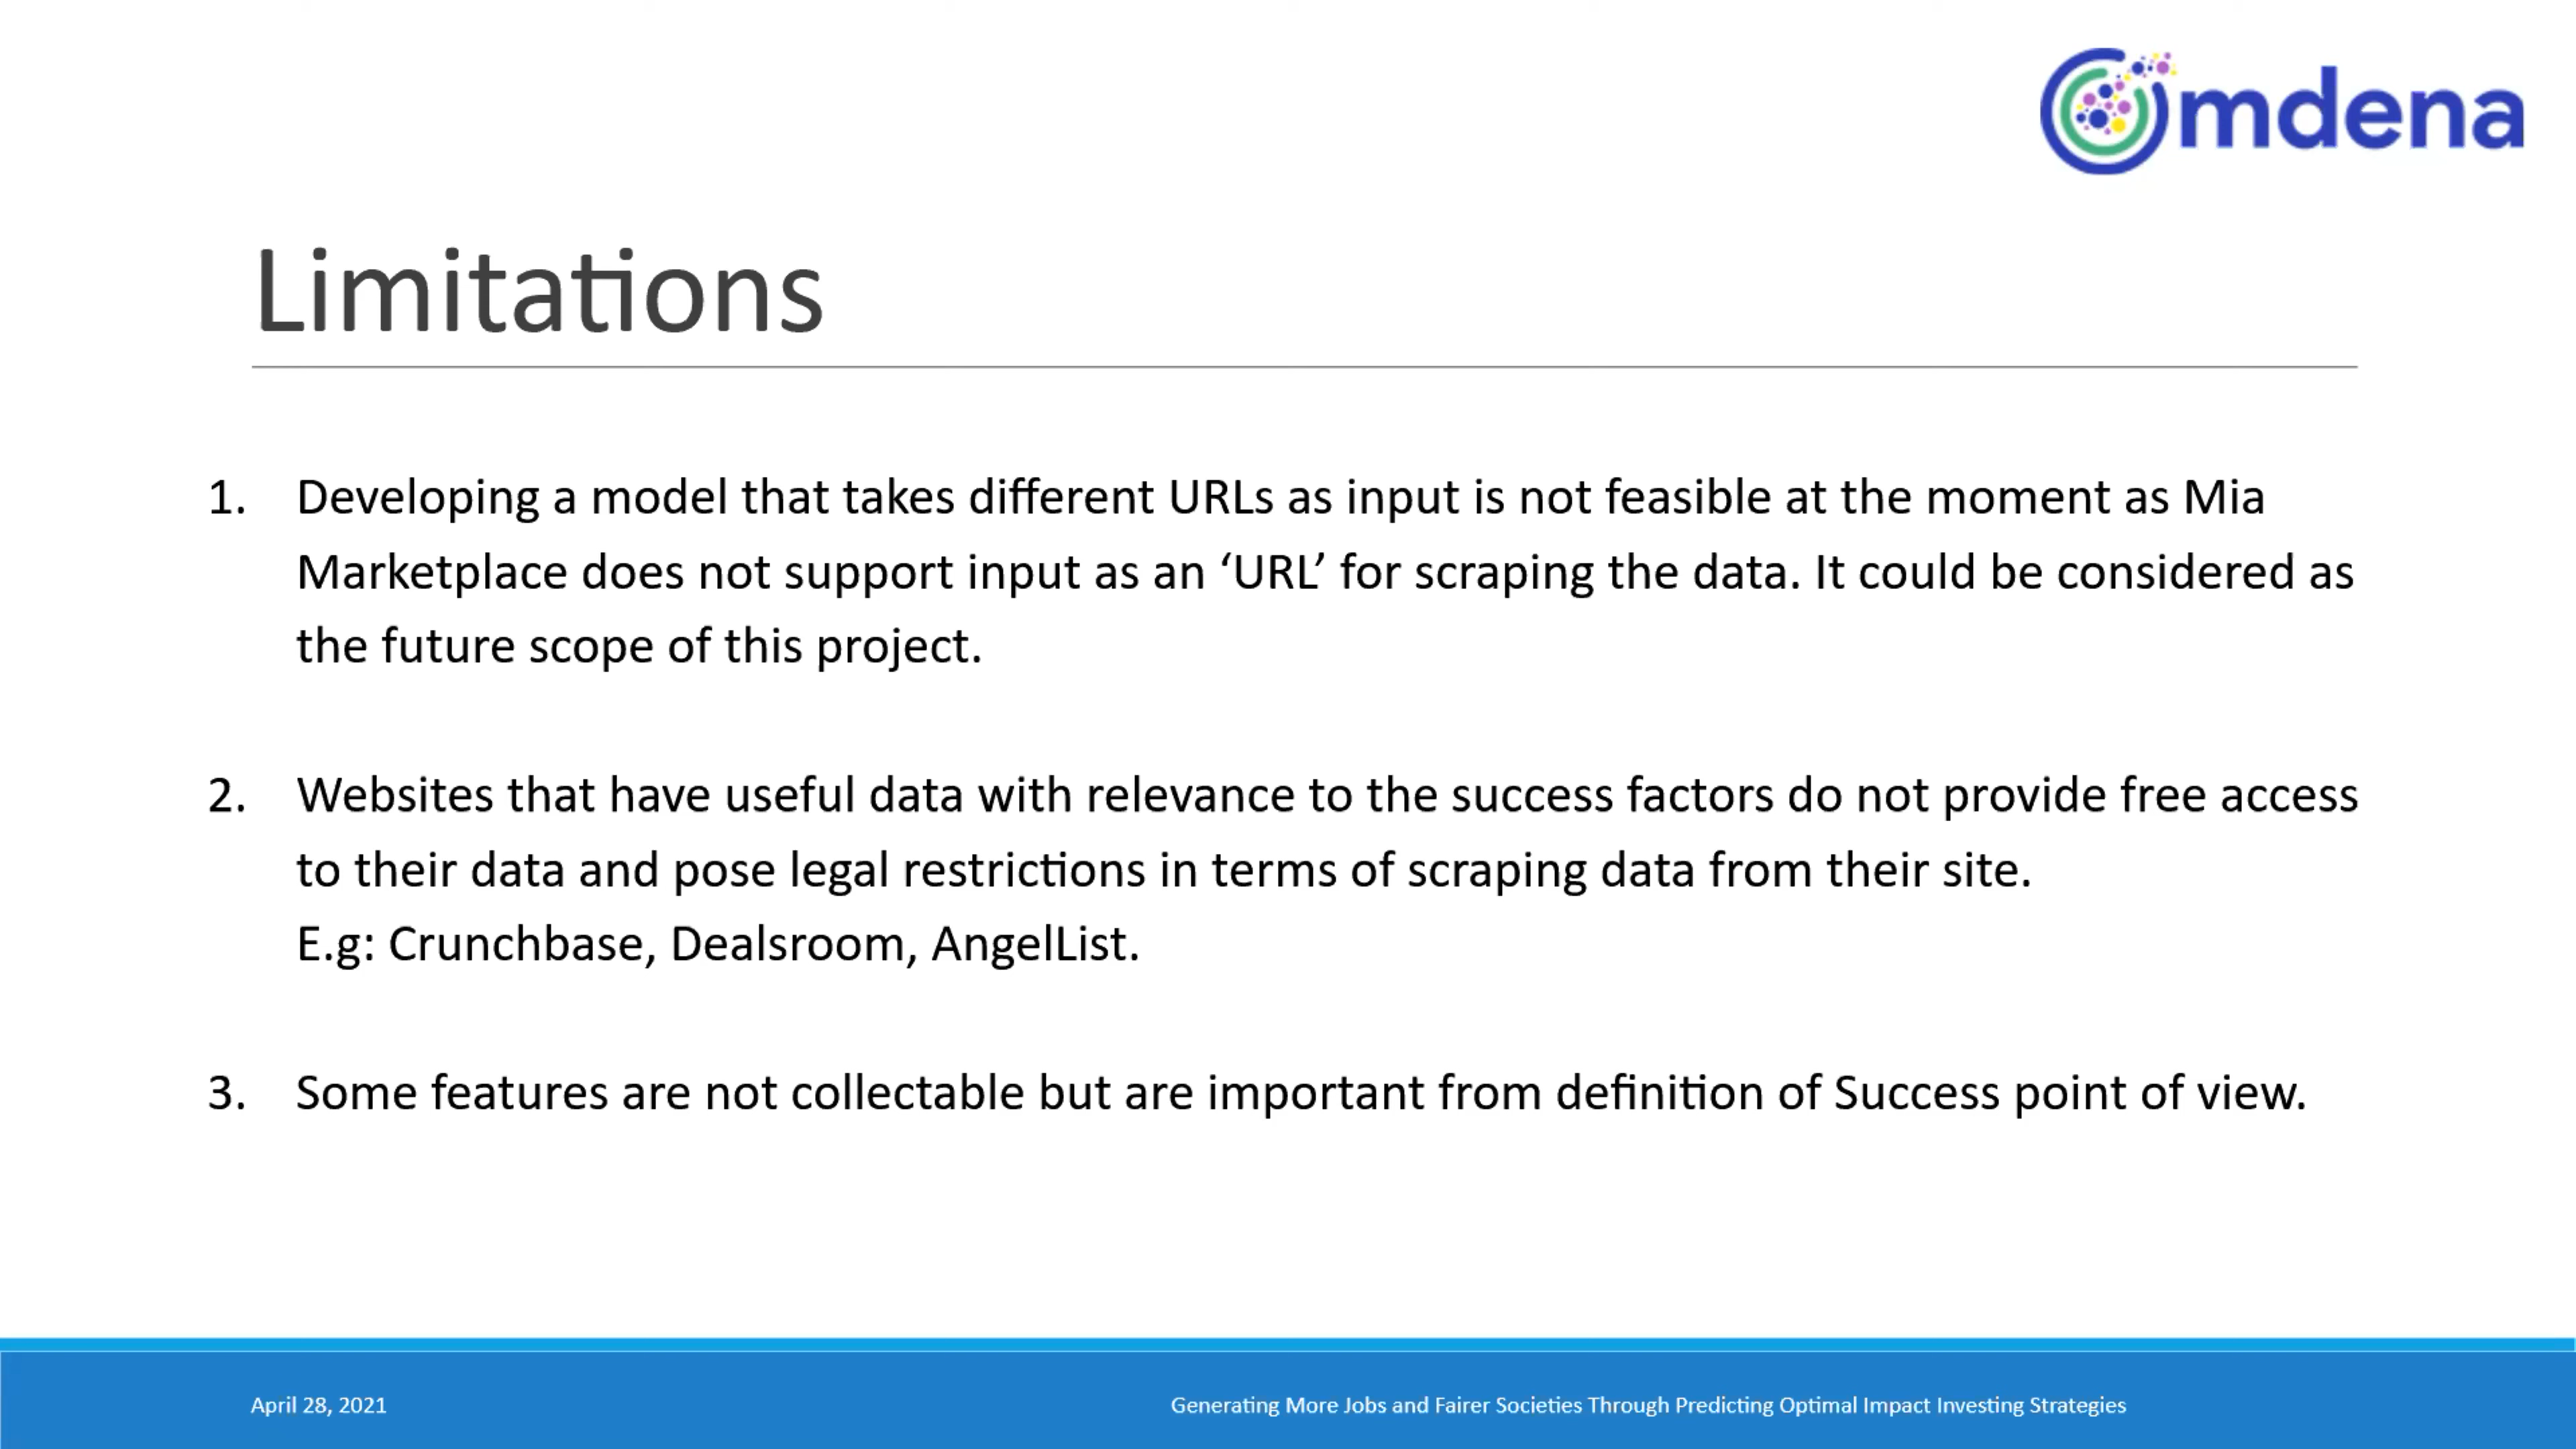 Omdena
Limitations
1. Developing a model that takes different URLs as input is not feasible at the moment as Mia
Marketplace does not support input as an ‘URL’ for scraping the data. It could be considered as
the future scope of this project.
2. Websites that have useful data with relevance to the success factors do not provide free access
to their data and pose legal restrictions in terms of scraping data from their site.
E.g: Crunchbase, Dealsroom, AngelList.
3. Some features are not collectable but are important from definition of Success point of view.
April 28, 2021
Generating More Jobs and Fairer Societies Through Predicting Optimal Impact Investing Strategies